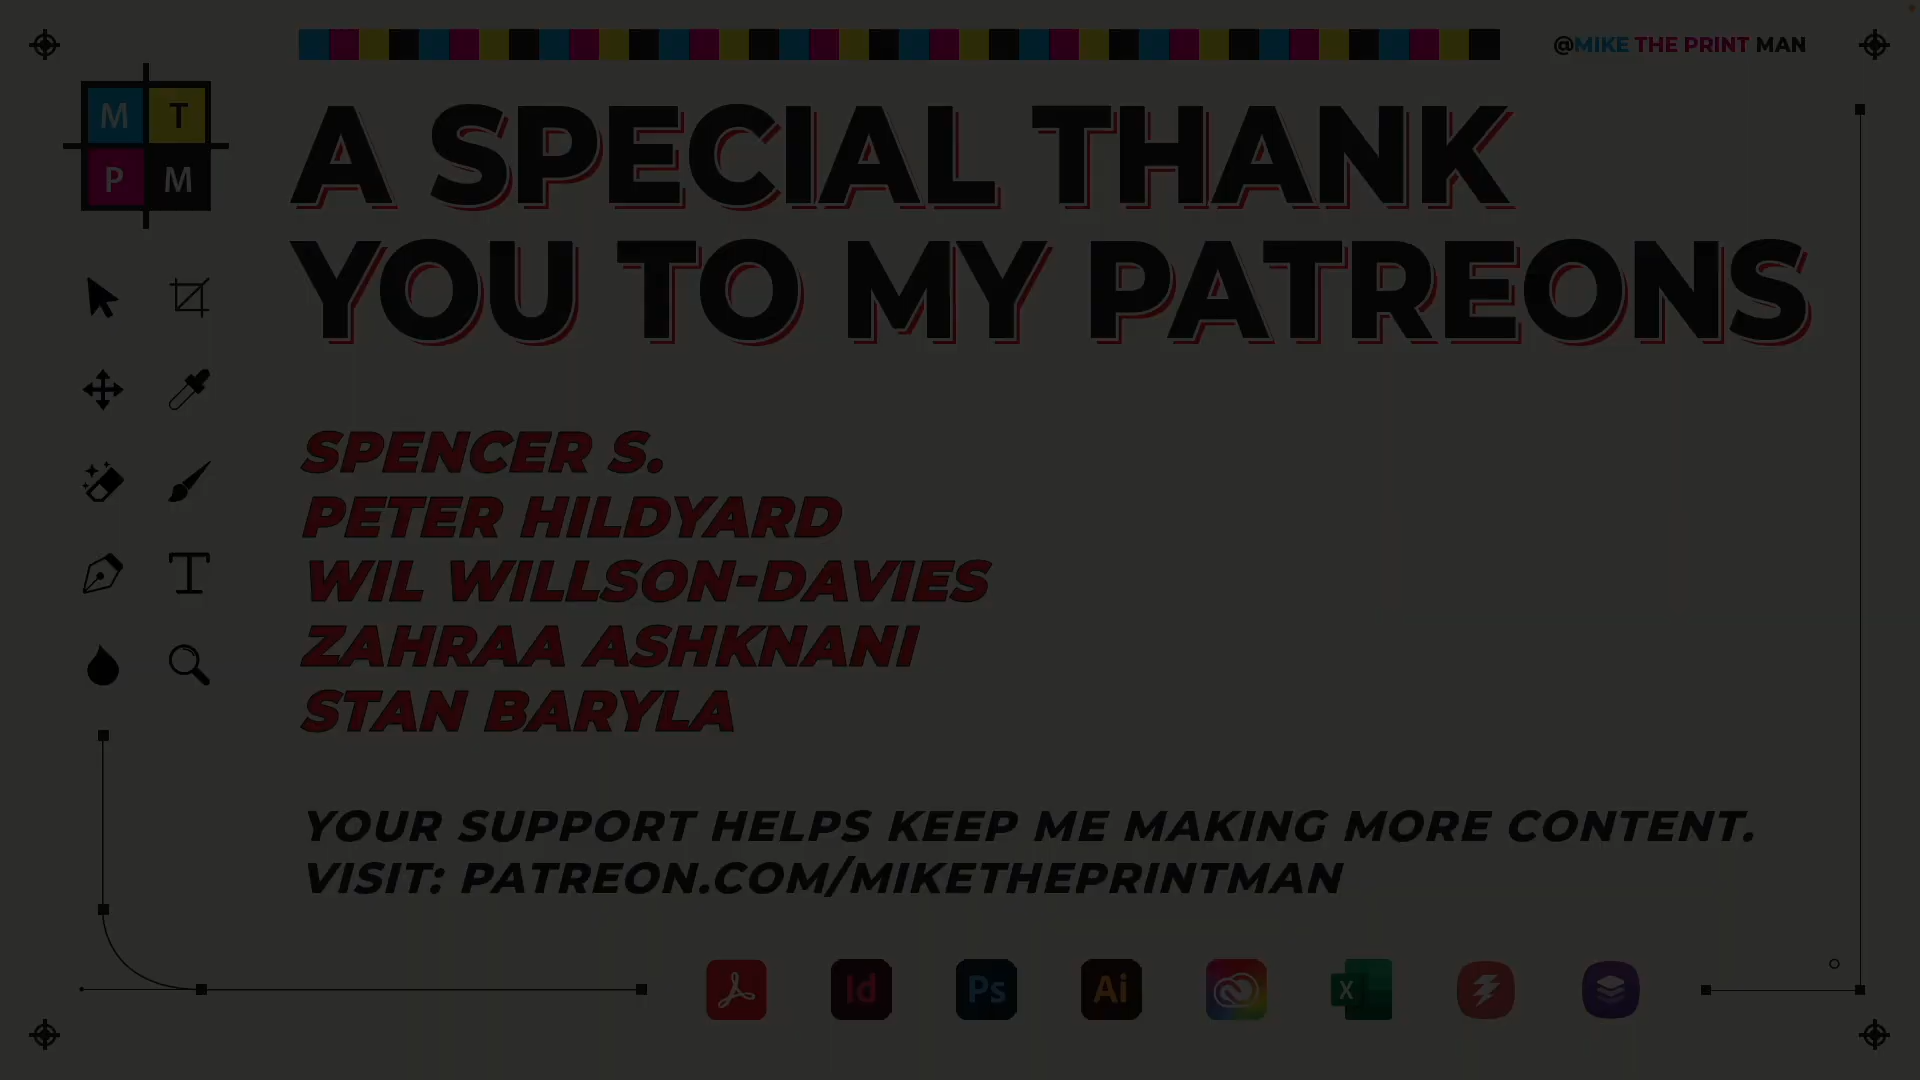 @MIKE THE PRINT MAN
M T
P M
A SPECIAL THANK
YOU TO MY PATREONS
SPENCER S.
PETER HILDYARD
WIL WILLSON-DAVIES
ZAHRAA ASHKNANI
STAN BARYLA
YOUR SUPPORT HELPS KEEP ME MAKING MORE CONTENT.
VISIT: PATREON.COM/MIKETHEPRINTMAN
Id Ps Ai X